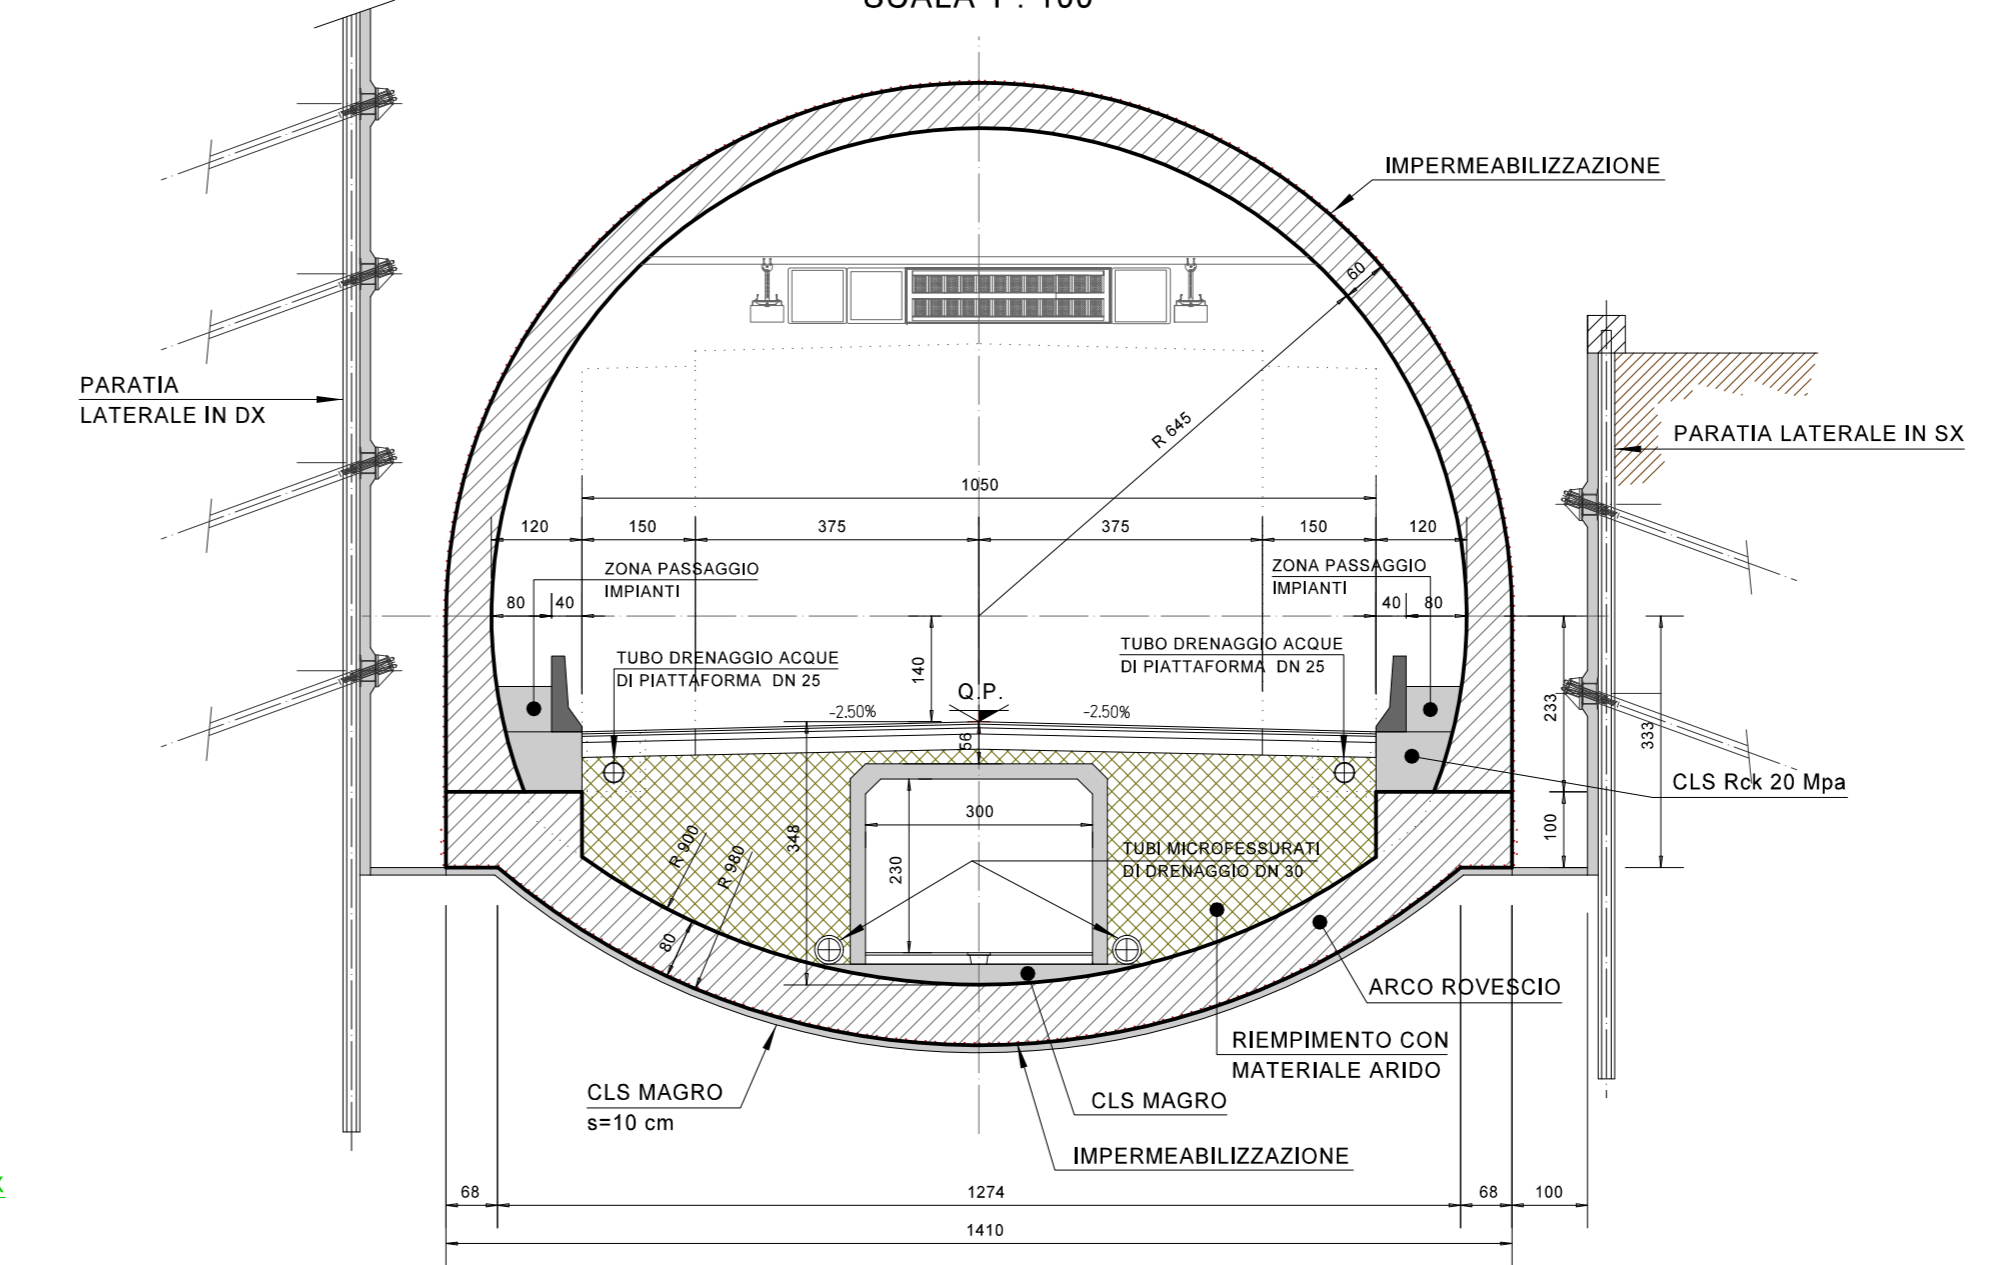 IMPERMEABILIZZAZIONE
60
PARATIA
LATERALE IN DX
R 645
PARATIA LATERALE IN SX
1050
120
150
375
375
150
120
ZONA PASSAGGIO
IMPIANTI
ZONA PASSAGGIO
IMPIANTI
80
40
40
80
TUBO DRENAGGIO ACQUE
DI PIATTAFORMA DN 25
140
TUBO DRENAGGIO ACQUE
DI PIATTAFORMA DN 25
Q.P.
-2.50%
-2.50%
56
233
333
CLS Rck 20 Mpa
300
348
R 900
R 980
230
100
TUBI MICROFESSURATI
DI DRENAGGIO DN 30
80
ARCO ROVESCIO
RIEMPIMENTO CON
MATERIALE ARIDO
CLS MAGRO
s=10 cm
CLS MAGRO
IMPERMEABILIZZAZIONE
68
1274
68
100
1410